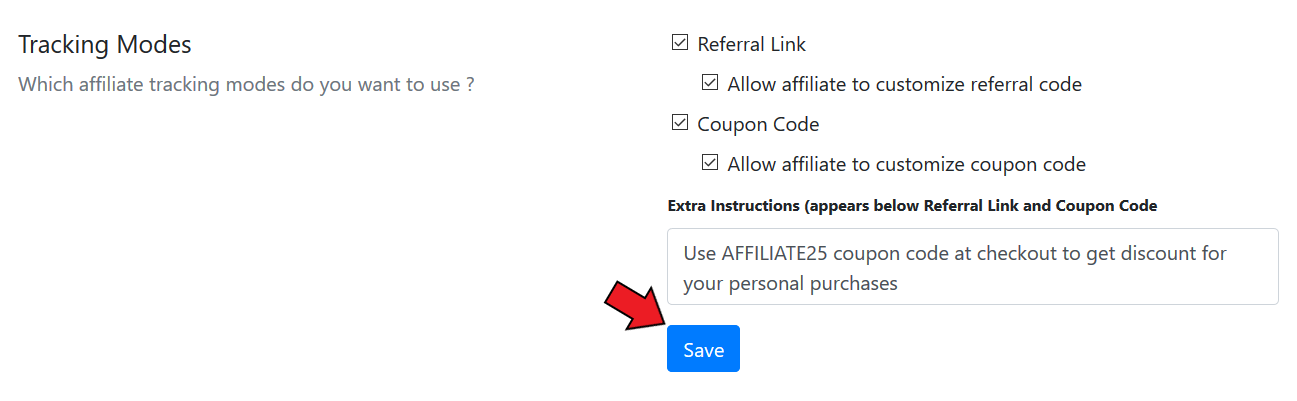 Tracking Modes
Which affiliate tracking modes do you want to use ?
Referral Link
Allow affiliate to customize referral code
Coupon Code
Allow affiliate to customize coupon code
Extra Instructions (appears below Referral Link and Coupon Code
Use AFFILIATE25 coupon code at checkout to get discount for
your personal purchases
Save